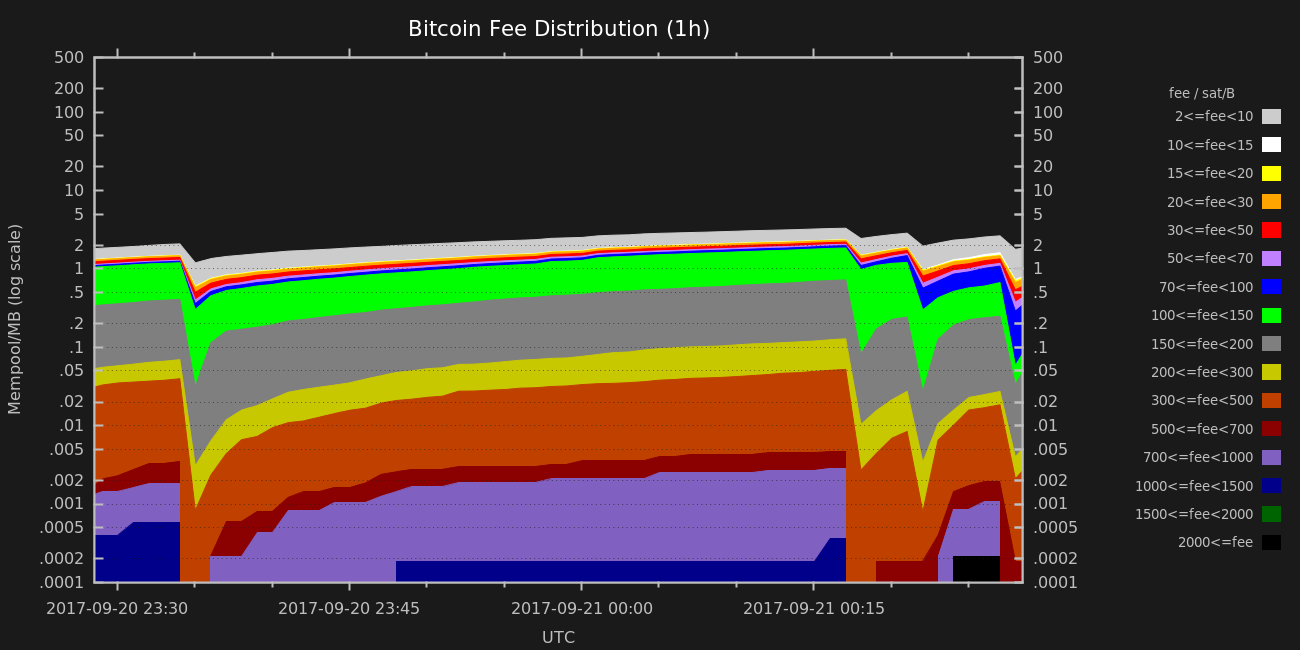 Bitcoin Fee Distribution (1h)
500 500
200 200
100 100
50 50
20 20
10 10
5 5
2 2
1 1
.5 .5
.2 .2
.1 .1
.05 .05
.02 .02
.01 .01
.005 .005
.002 .002
.001 .001
.0005 .0005
.0002 .0002
.0001 .0001
Mempool/MB (log scale)
2017-09-20 23:30 2017-09-20 23:45 2017-09-21 00:00 2017-09-21 00:15
UTC
fee / sat/B
2<=fee<10
10<=fee<15
15<=fee<20
20<=fee<30
30<=fee<50
50<=fee<70
70<=fee<100
100<=fee<150
150<=fee<200
200<=fee<300
300<=fee<500
500<=fee<700
700<=fee<1000
1000<=fee<1500
1500<=fee<2000
2000<=fee